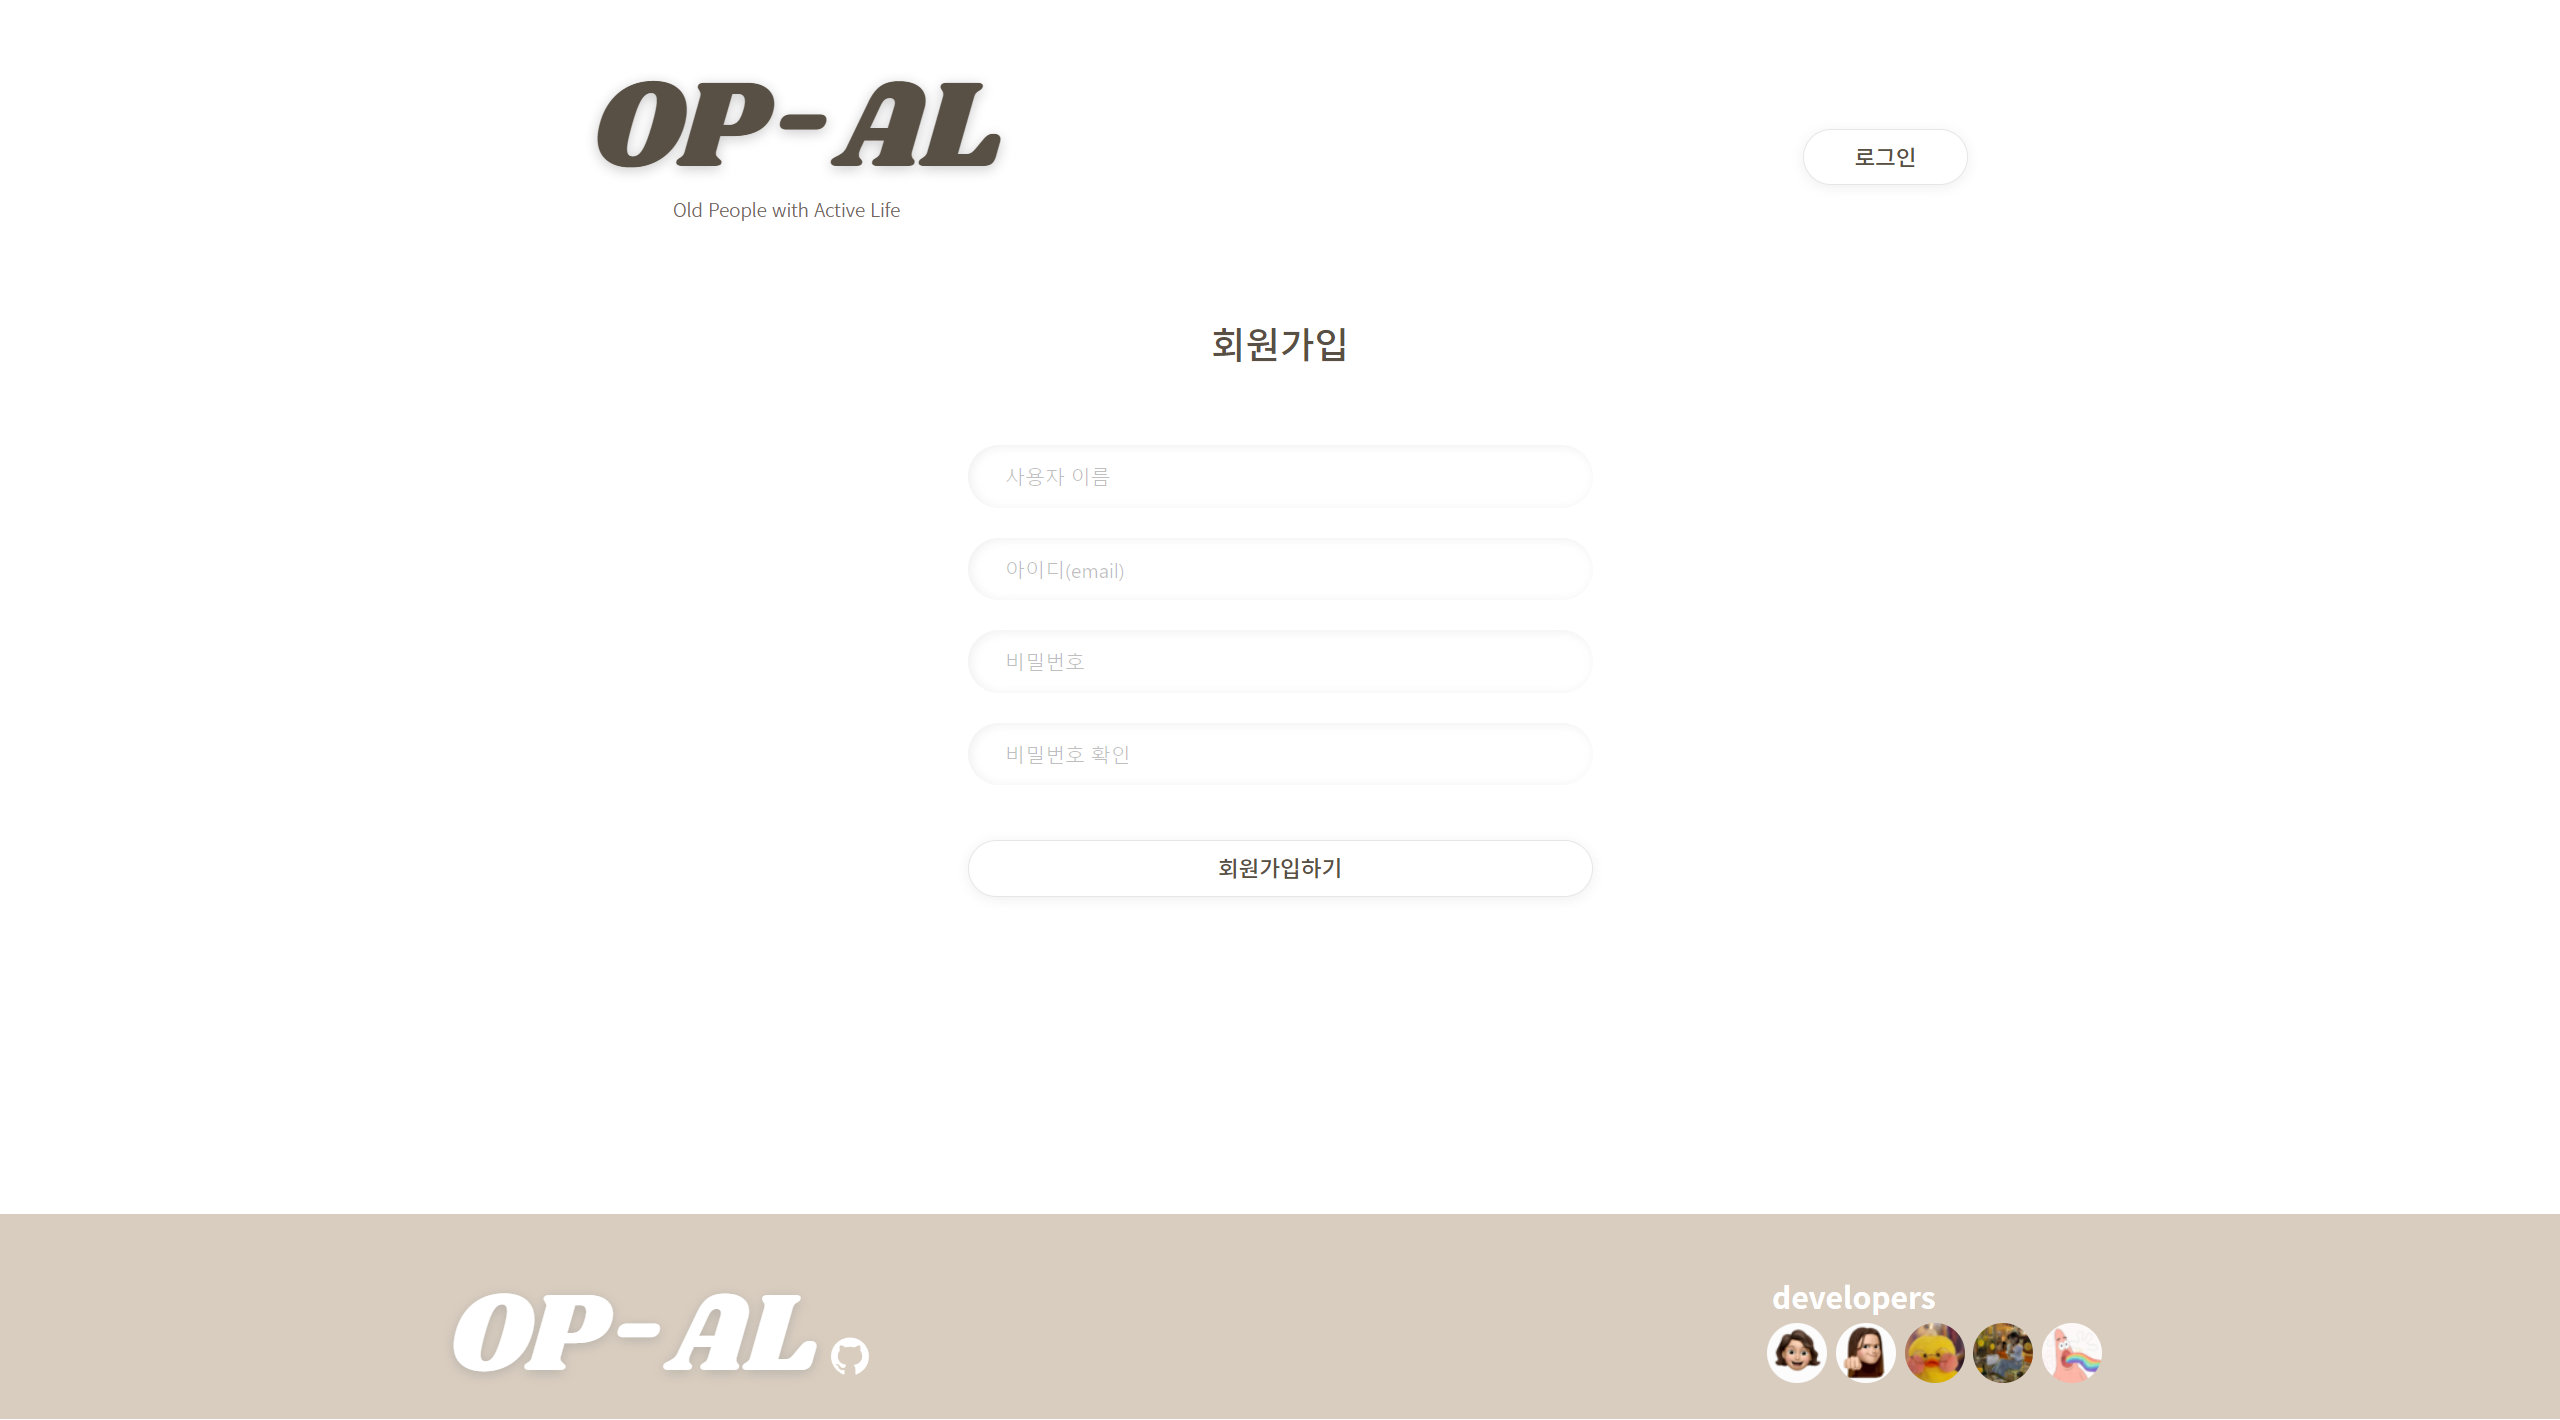 OP-AL
Old People with Active Life
로그인
회원가입
사용자 이름
아이디(email)
비밀번호
비밀번호 확인
회원가입하기
OP-AL
developers